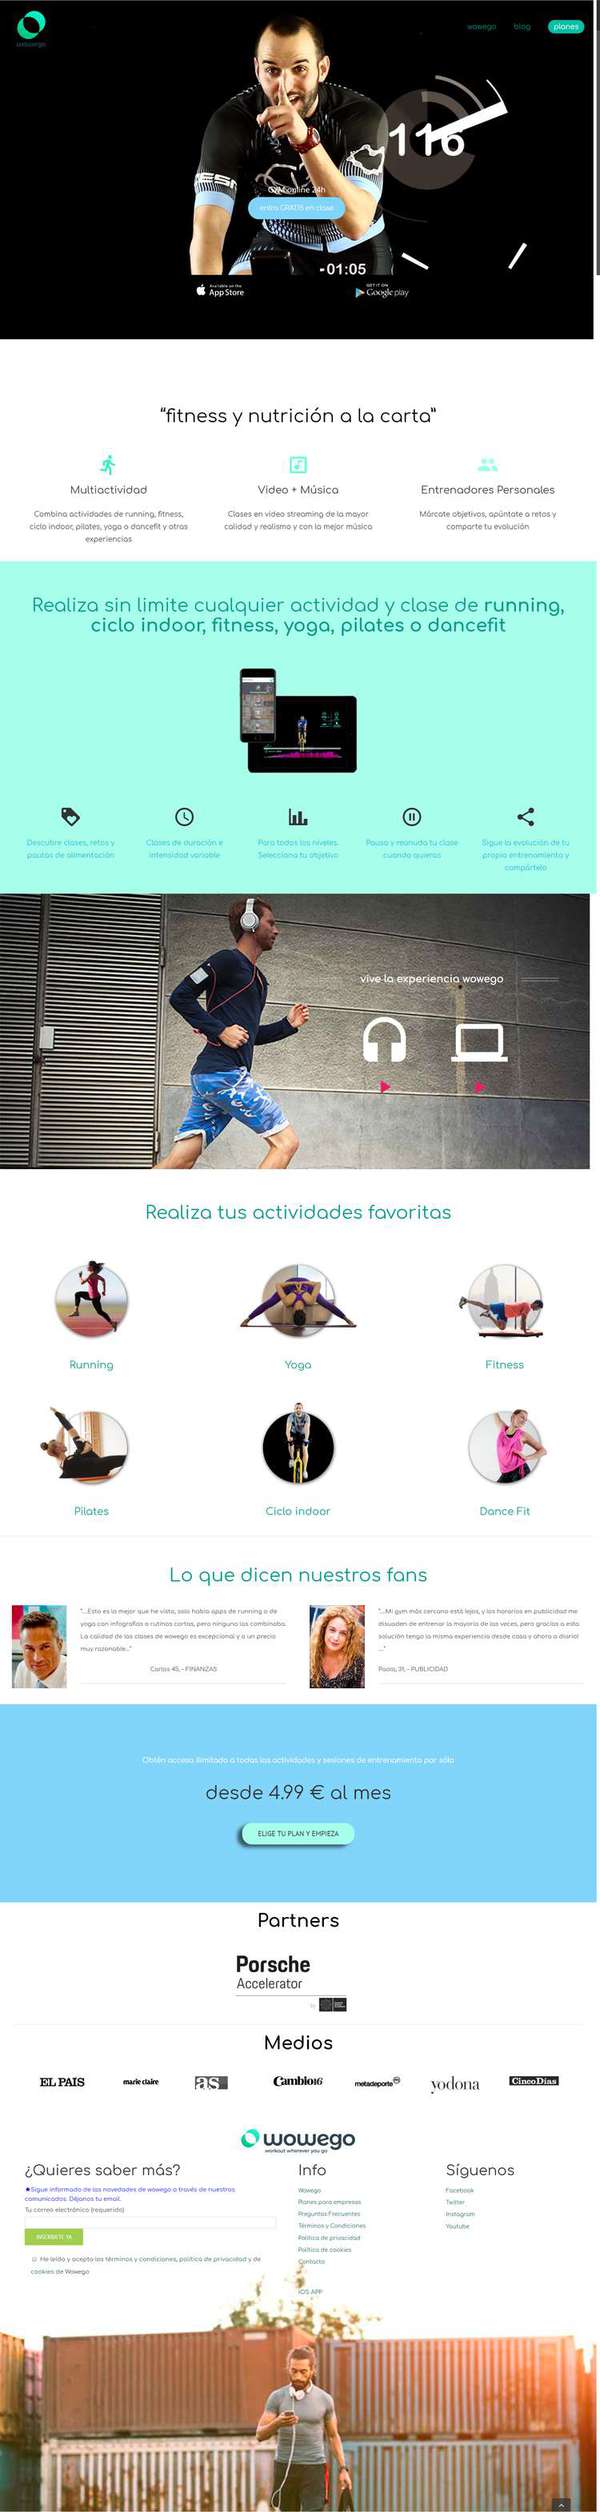 wowego
wowego blog planes
116
GYM online 24h
entra GRATIS en clase
-01:05
Available on the
App Store
GET IT ON
Google play
“fitness y nutrición a la carta”
Multiactividad
Combina actividades de running, fitness,
ciclo indoor, pilates, yoga o dancefit y otras
experiencias
Video + Música
Clases en video streaming de la mayor
calidad y realismo y con la mejor música
Entrenadores Personales
Márcate objetivos, apúntate a retos y
comparte tu evolución
Realiza sin limite cualquier actividad y clase de running,
ciclo indoor, fitness, yoga, pilates o dancefit
Descubre clases, retos y
pautas de alimentación
Clases de duración e
intensidad variable
Para todos los niveles.
Selecciona tu objetivo
Pausa y reanuda tu clase
cuando quieras
Sigue la evolución de tu
propio entrenamiento y
compártelo
vive la experiencia wowego
Realiza tus actividades favoritas
Running
Yoga
Fitness
Pilates
Ciclo indoor
Dance Fit
Lo que dicen nuestros fans
"...Esto es lo mejor que he visto, solo había apps de running o de
yoga con infografías o rutinas cortas, pero ninguna las combinaba.
La calidad de las clases de wowego es excepcional y a un precio
muy razonable..."
Carlos 45, - FINANZAS
"...Mi gym más cercano está lejos, y los horarios en publicidad me
disuaden de entrenar la mayoría de las veces, pero gracias a esta
solución tengo la misma experiencia desde casa y ahora a diario!
..."
Paola, 31, - PUBLICIDAD
Obtén acceso ilimitado a todas las actividades y sesiones de entrenamiento por sólo
desde 4.99 € al mes
ELIGE TU PLAN Y EMPIEZA
Partners
Porsche
Accelerator
Medios
EL PAIS
marie claire
as
Cambio16
metadeporte
yodona
CincoDías
wowego
workout wherever you go
¿Quieres saber más?
★Sigue informado de las novedades de wowego a través de nuestros
comunicados. Déjanos tu email.
Tu correo electrónico (requerido)
INSCRÍBETE YA
He leído y acepto los términos y condiciones, política de privacidad y de
cookies de Wowego
Info
Wowego
Planes para empresas
Preguntas Frecuentes
Términos y Condiciones
Política de privacidad
Política de cookies
Contacto
iOS APP
Síguenos
Facebook
Twitter
Instagram
Youtube